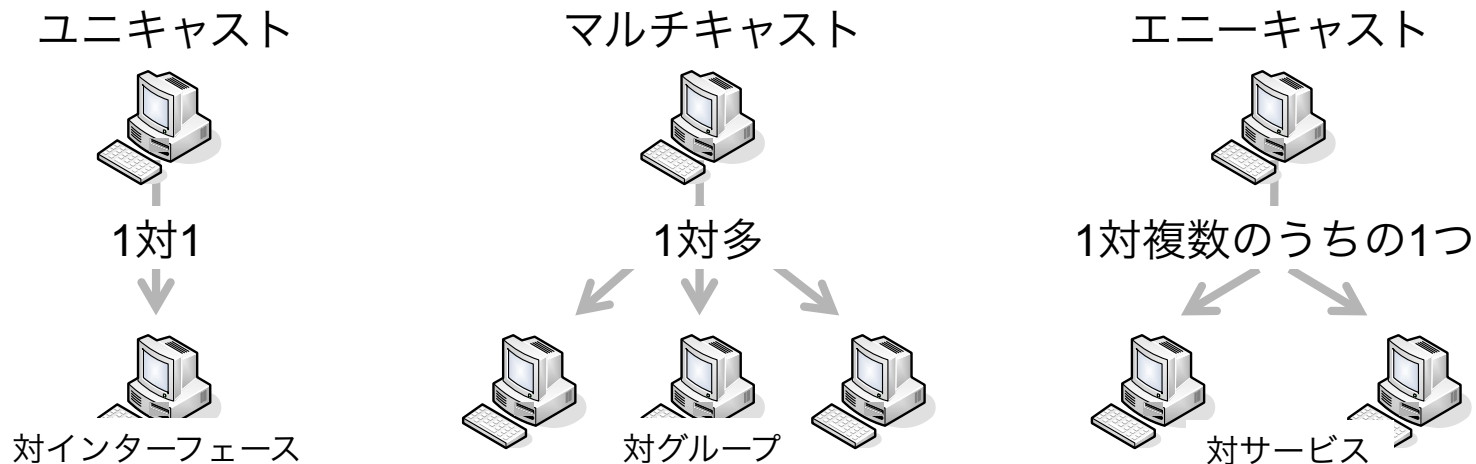 ユニキャスト
マルチキャスト
エニーキャスト
1対1
1対多
1対複数のうちの1つ
対インターフェース
対グループ
対サービス